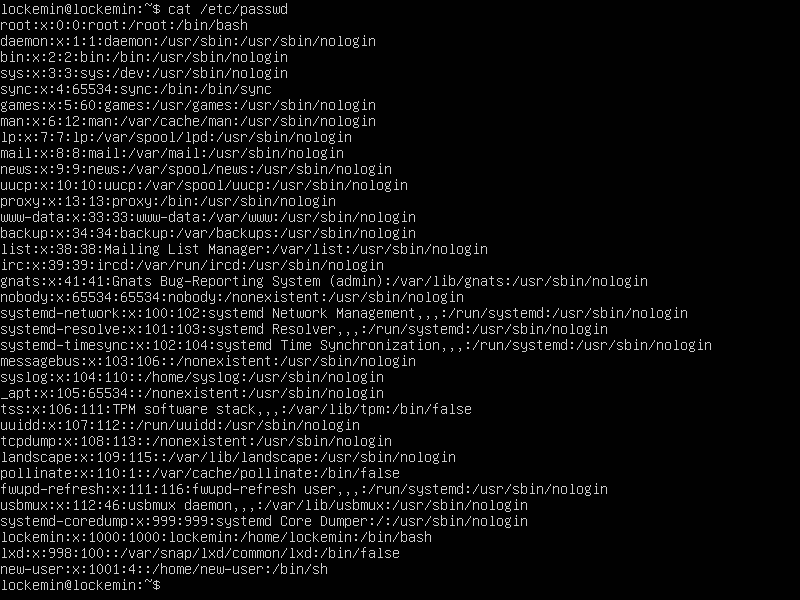 lockemin@lockemin:~$ cat /etc/passwd
root:x:0:0:root:/root:/bin/bash
daemon:x:1:1:daemon:/usr/sbin:/usr/sbin/nologin
bin:x:2:2:bin:/bin:/usr/sbin/nologin
sys:x:3:3:sys:/dev:/usr/sbin/nologin
sync:x:4:65534:sync:/bin:/bin/sync
games:x:5:60:games:/usr/games:/usr/sbin/nologin
man:x:6:12:man:/var/cache/man:/usr/sbin/nologin
lp:x:7:7:lp:/var/spool/lpd:/usr/sbin/nologin
mail:x:8:8:mail:/var/mail:/usr/sbin/nologin
news:x:9:9:news:/var/spool/news:/usr/sbin/nologin
uucp:x:10:10:uucp:/var/spool/uucp:/usr/sbin/nologin
proxy:x:13:13:proxy:/bin:/usr/sbin/nologin
www-data:x:33:33:www-data:/var/www:/usr/sbin/nologin
backup:x:34:34:backup:/var/backups:/usr/sbin/nologin
list:x:38:38:Mailing List Manager:/var/list:/usr/sbin/nologin
irc:x:39:39:ircd:/var/run/ircd:/usr/sbin/nologin
gnats:x:41:41:Gnats Bug-Reporting System (admin):/var/lib/gnats:/usr/sbin/nologin
nobody:x:65534:65534:nobody:/nonexistent:/usr/sbin/nologin
systemd-network:x:100:102:systemd Network Management,,,:/run/systemd:/usr/sbin/nologin
systemd-resolve:x:101:103:systemd Resolver,,,:/run/systemd:/usr/sbin/nologin
systemd-timesync:x:102:104:systemd Time Synchronization,,,:/run/systemd:/usr/sbin/nologin
messagebus:x:103:106::/nonexistent:/usr/sbin/nologin
syslog:x:104:110::/home/syslog:/usr/sbin/nologin
_apt:x:105:65534::/nonexistent:/usr/sbin/nologin
tss:x:106:111:TPM software stack,,,:/var/lib/tpm:/bin/false
uuidd:x:107:112::/run/uuidd:/usr/sbin/nologin
tcpdump:x:108:113::/nonexistent:/usr/sbin/nologin
landscape:x:109:115::/var/lib/landscape:/usr/sbin/nologin
pollinate:x:110:1::/var/cache/pollinate:/bin/false
fwupd-refresh:x:111:116:fwupd-refresh user,,,:/run/systemd:/usr/sbin/nologin
usbmux:x:112:46:usbmux daemon,,,:/var/lib/usbmux:/usr/sbin/nologin
systemd-coredump:x:999:999:systemd Core Dumper:/:/usr/sbin/nologin
lockemin:x:1000:1000:lockemin:/home/lockemin:/bin/bash
lxd:x:998:100::/var/snap/lxd/common/lxd:/bin/false
new-user:x:1001:4::/home/new-user:/bin/sh
lockemin@lockemin:~$